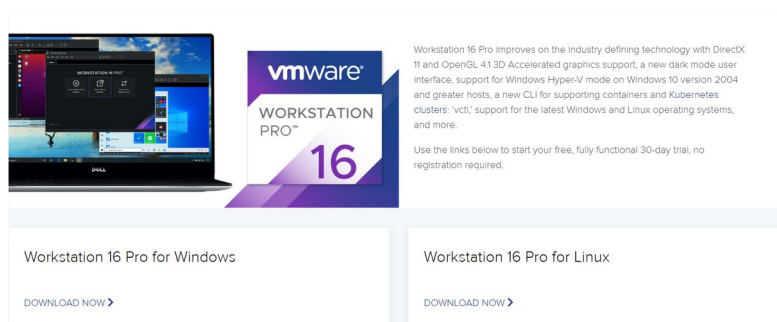 WORKSTATION 16 PRO™
DELL
vmware®
WORKSTATION
PRO™
16
Workstation 16 Pro improves on the industry defining technology with DirectX
11 and OpenGL 4.1 3D Accelerated graphics support, a new dark mode user
interface, support for Windows Hyper-V mode on Windows 10 version 2004
and greater hosts, a new CLI for supporting containers and Kubernetes
clusters: 'vctl,' support for the latest Windows and Linux operating systems,
and more.
Use the links below to start your free, fully functional 30-day trial, no
registration required.
Workstation 16 Pro for Windows
DOWNLOAD NOW
Workstation 16 Pro for Linux
DOWNLOAD NOW